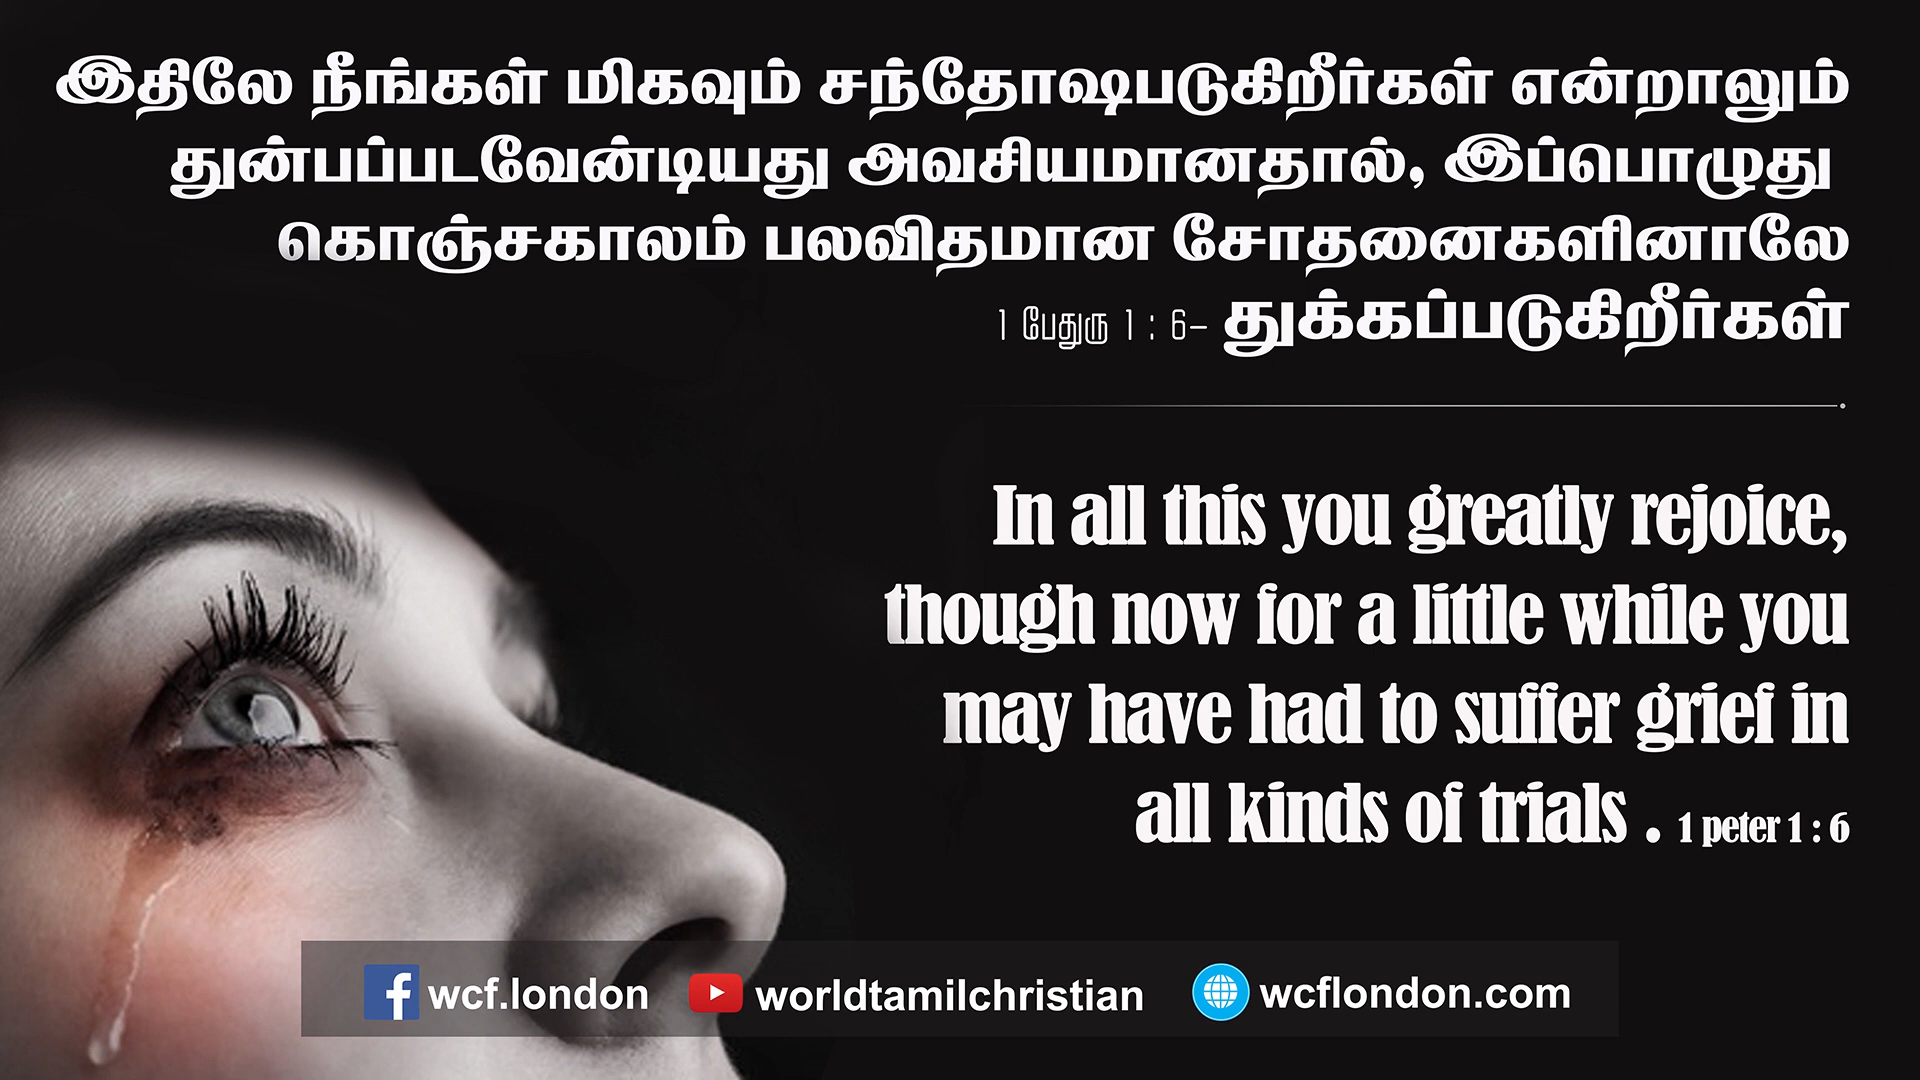 இதிலே நீங்கள் மிகவும் சந்தோஷபடுகிறீர்கள் என்றாலும்
துன்பப்படவேன்டியது அவசியமானதால், இப்பொழுது
கொஞ்சகாலம் பலவிதமான சோதனைகளினாலே
1 பேதுரு 1 : 6- துக்கப்படுகிறீர்கள்
In all this you greatly rejoice,
though now for a little while you
may have had to suffer grief in
all kinds of trials . 1 peter 1 : 6
wcf.london worldtamilchristian wcflondon.com